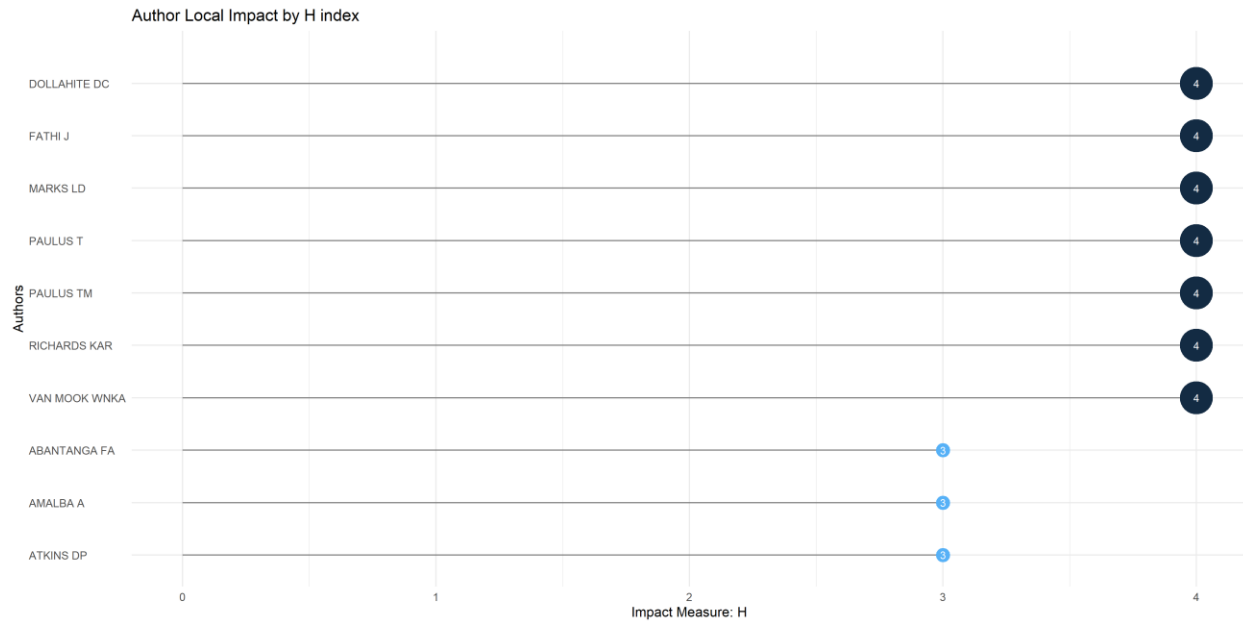 Author Local Impact by H index
DOLLAHITE DC
4
FATHI J
4
MARKS LD
4
PAULUS T
4
PAULUS TM
4
RICHARDS KAR
4
VAN MOOK WNKA
4
ABANTANGA FA
3
AMALBA A
3
ATKINS DP
3
Authors
0 1 2 3 4
Impact Measure: H